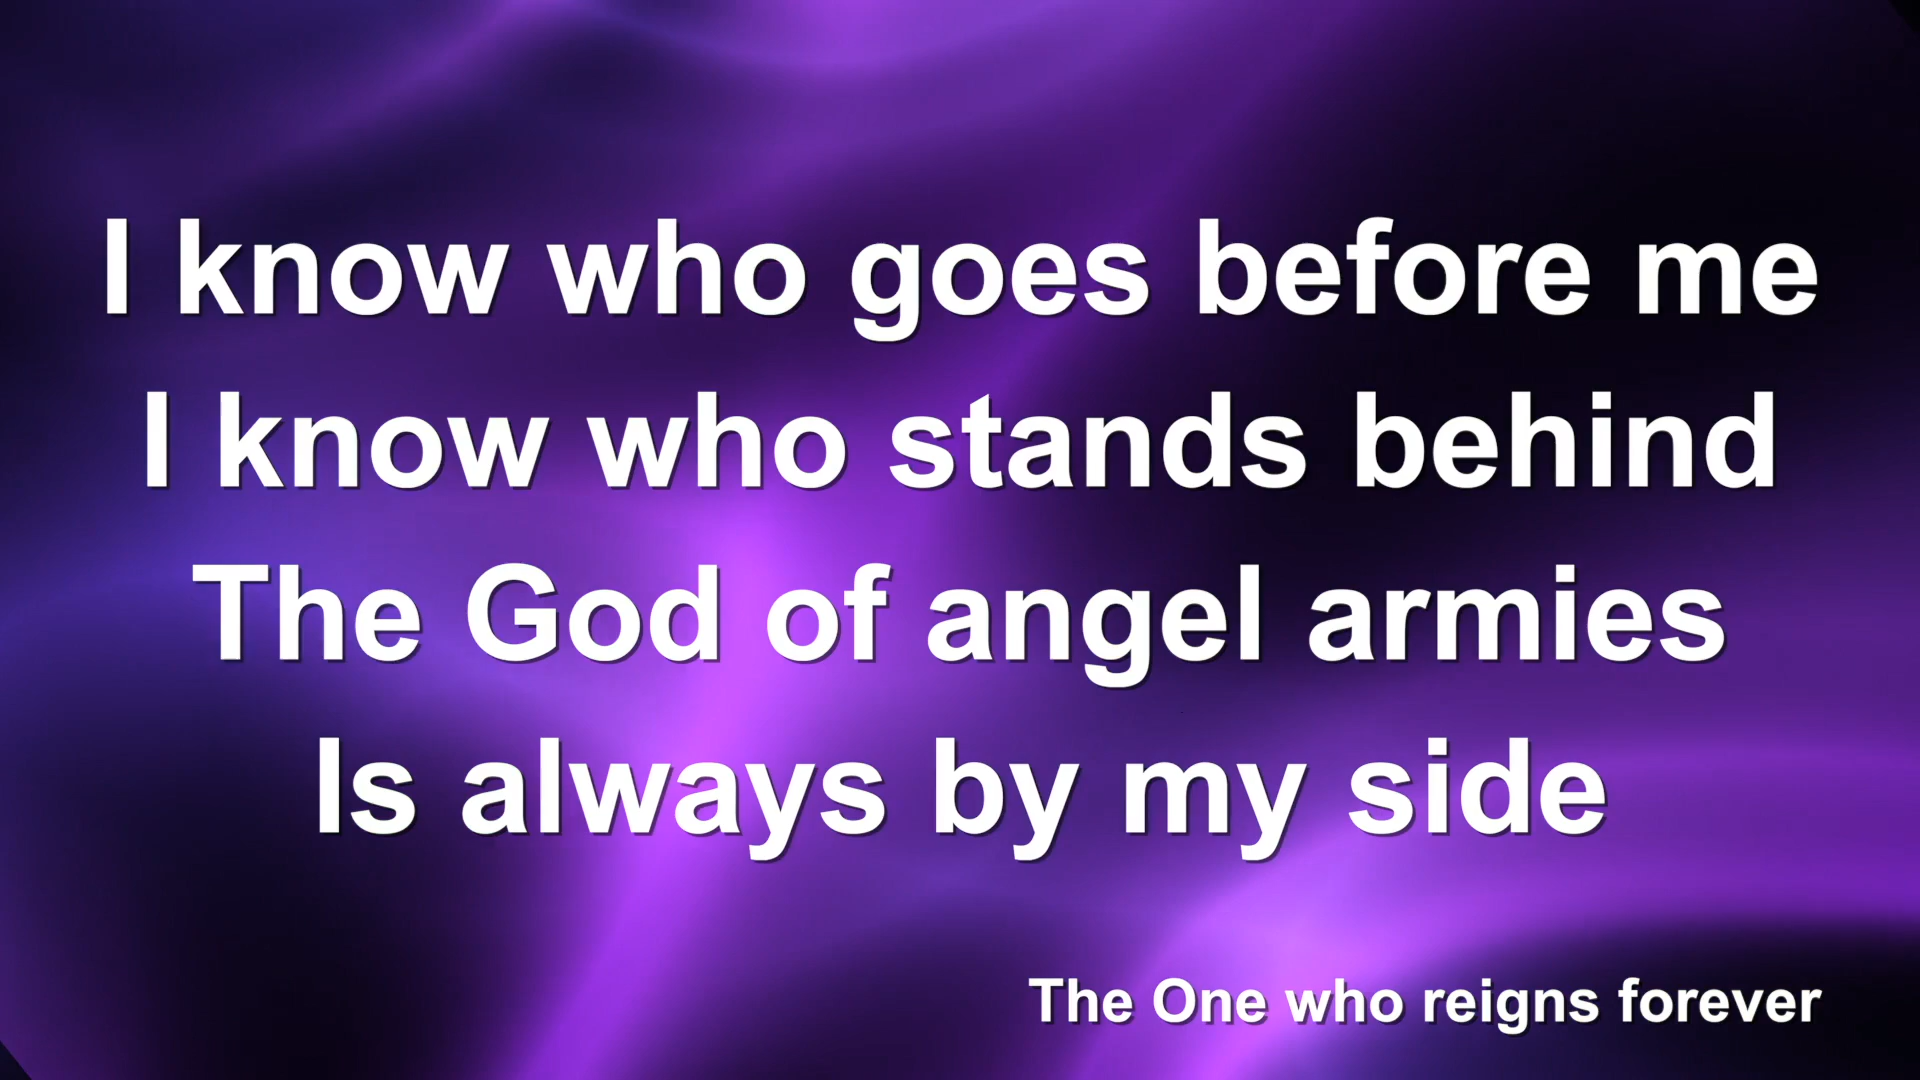 I know who goes before me
I know who stands behind
The God of angel armies
Is always by my side
The One who reigns forever